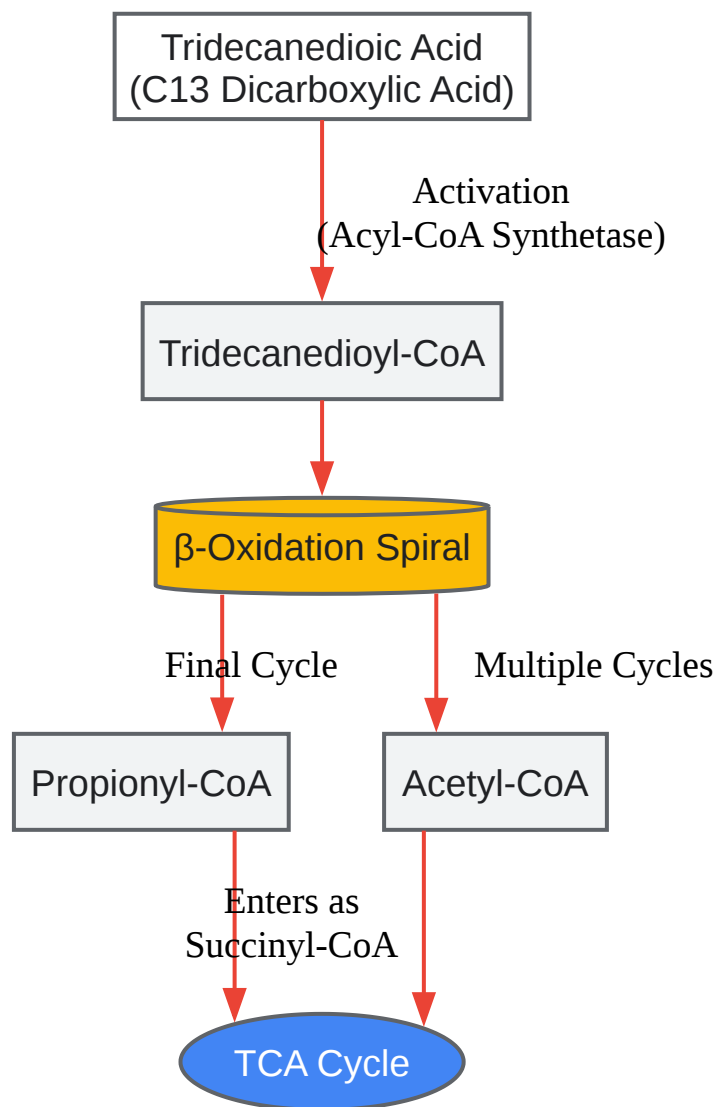 Tridecanedioic Acid
(C13 Dicarboxylic Acid)
Activation
(Acyl-CoA Synthetase)
Tridecanedioyl-CoA
β-Oxidation Spiral
Final Cycle
Multiple Cycles
Propionyl-CoA
Acetyl-CoA
Enters as
Succinyl-CoA
TCA Cycle